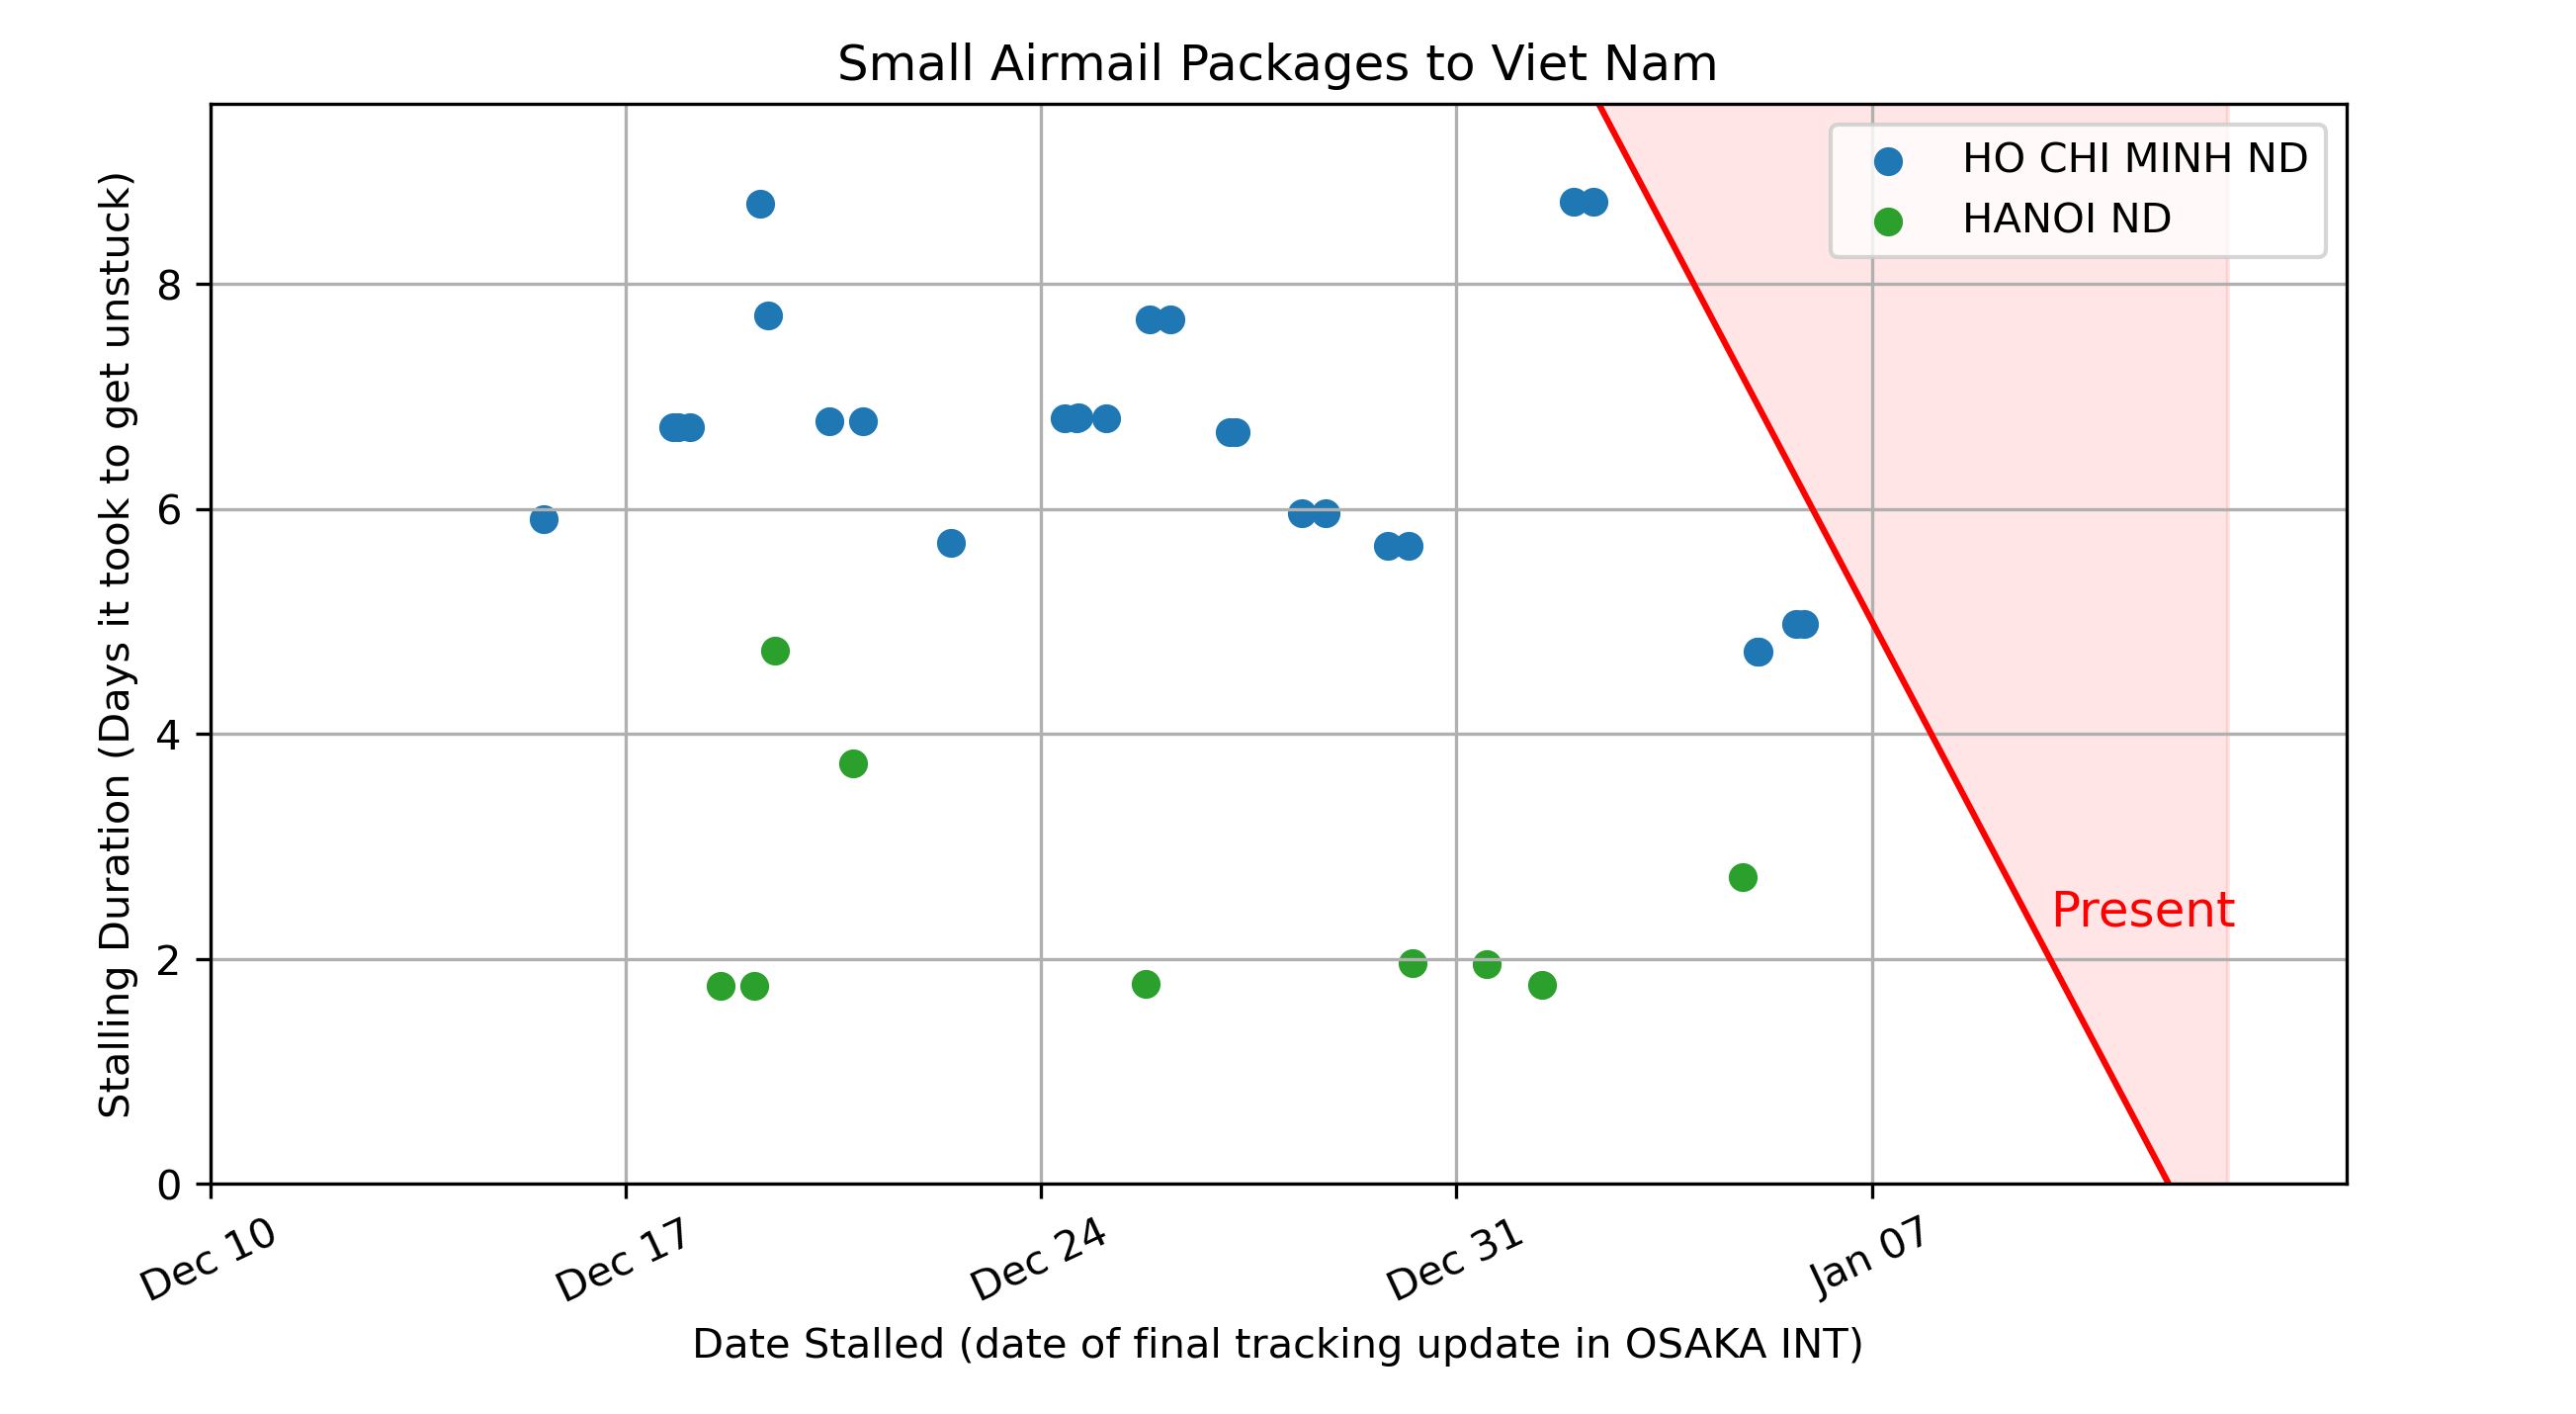 Small Airmail Packages to Viet Nam
HO CHI MINH ND
HANOI ND
Stalling Duration (Days it took to get unstuck)
8
6
4
2
0
Present
Dec 10
Dec 17
Dec 24
Dec 31
Jan 07
Date Stalled (date of final tracking update in OSAKA INT)